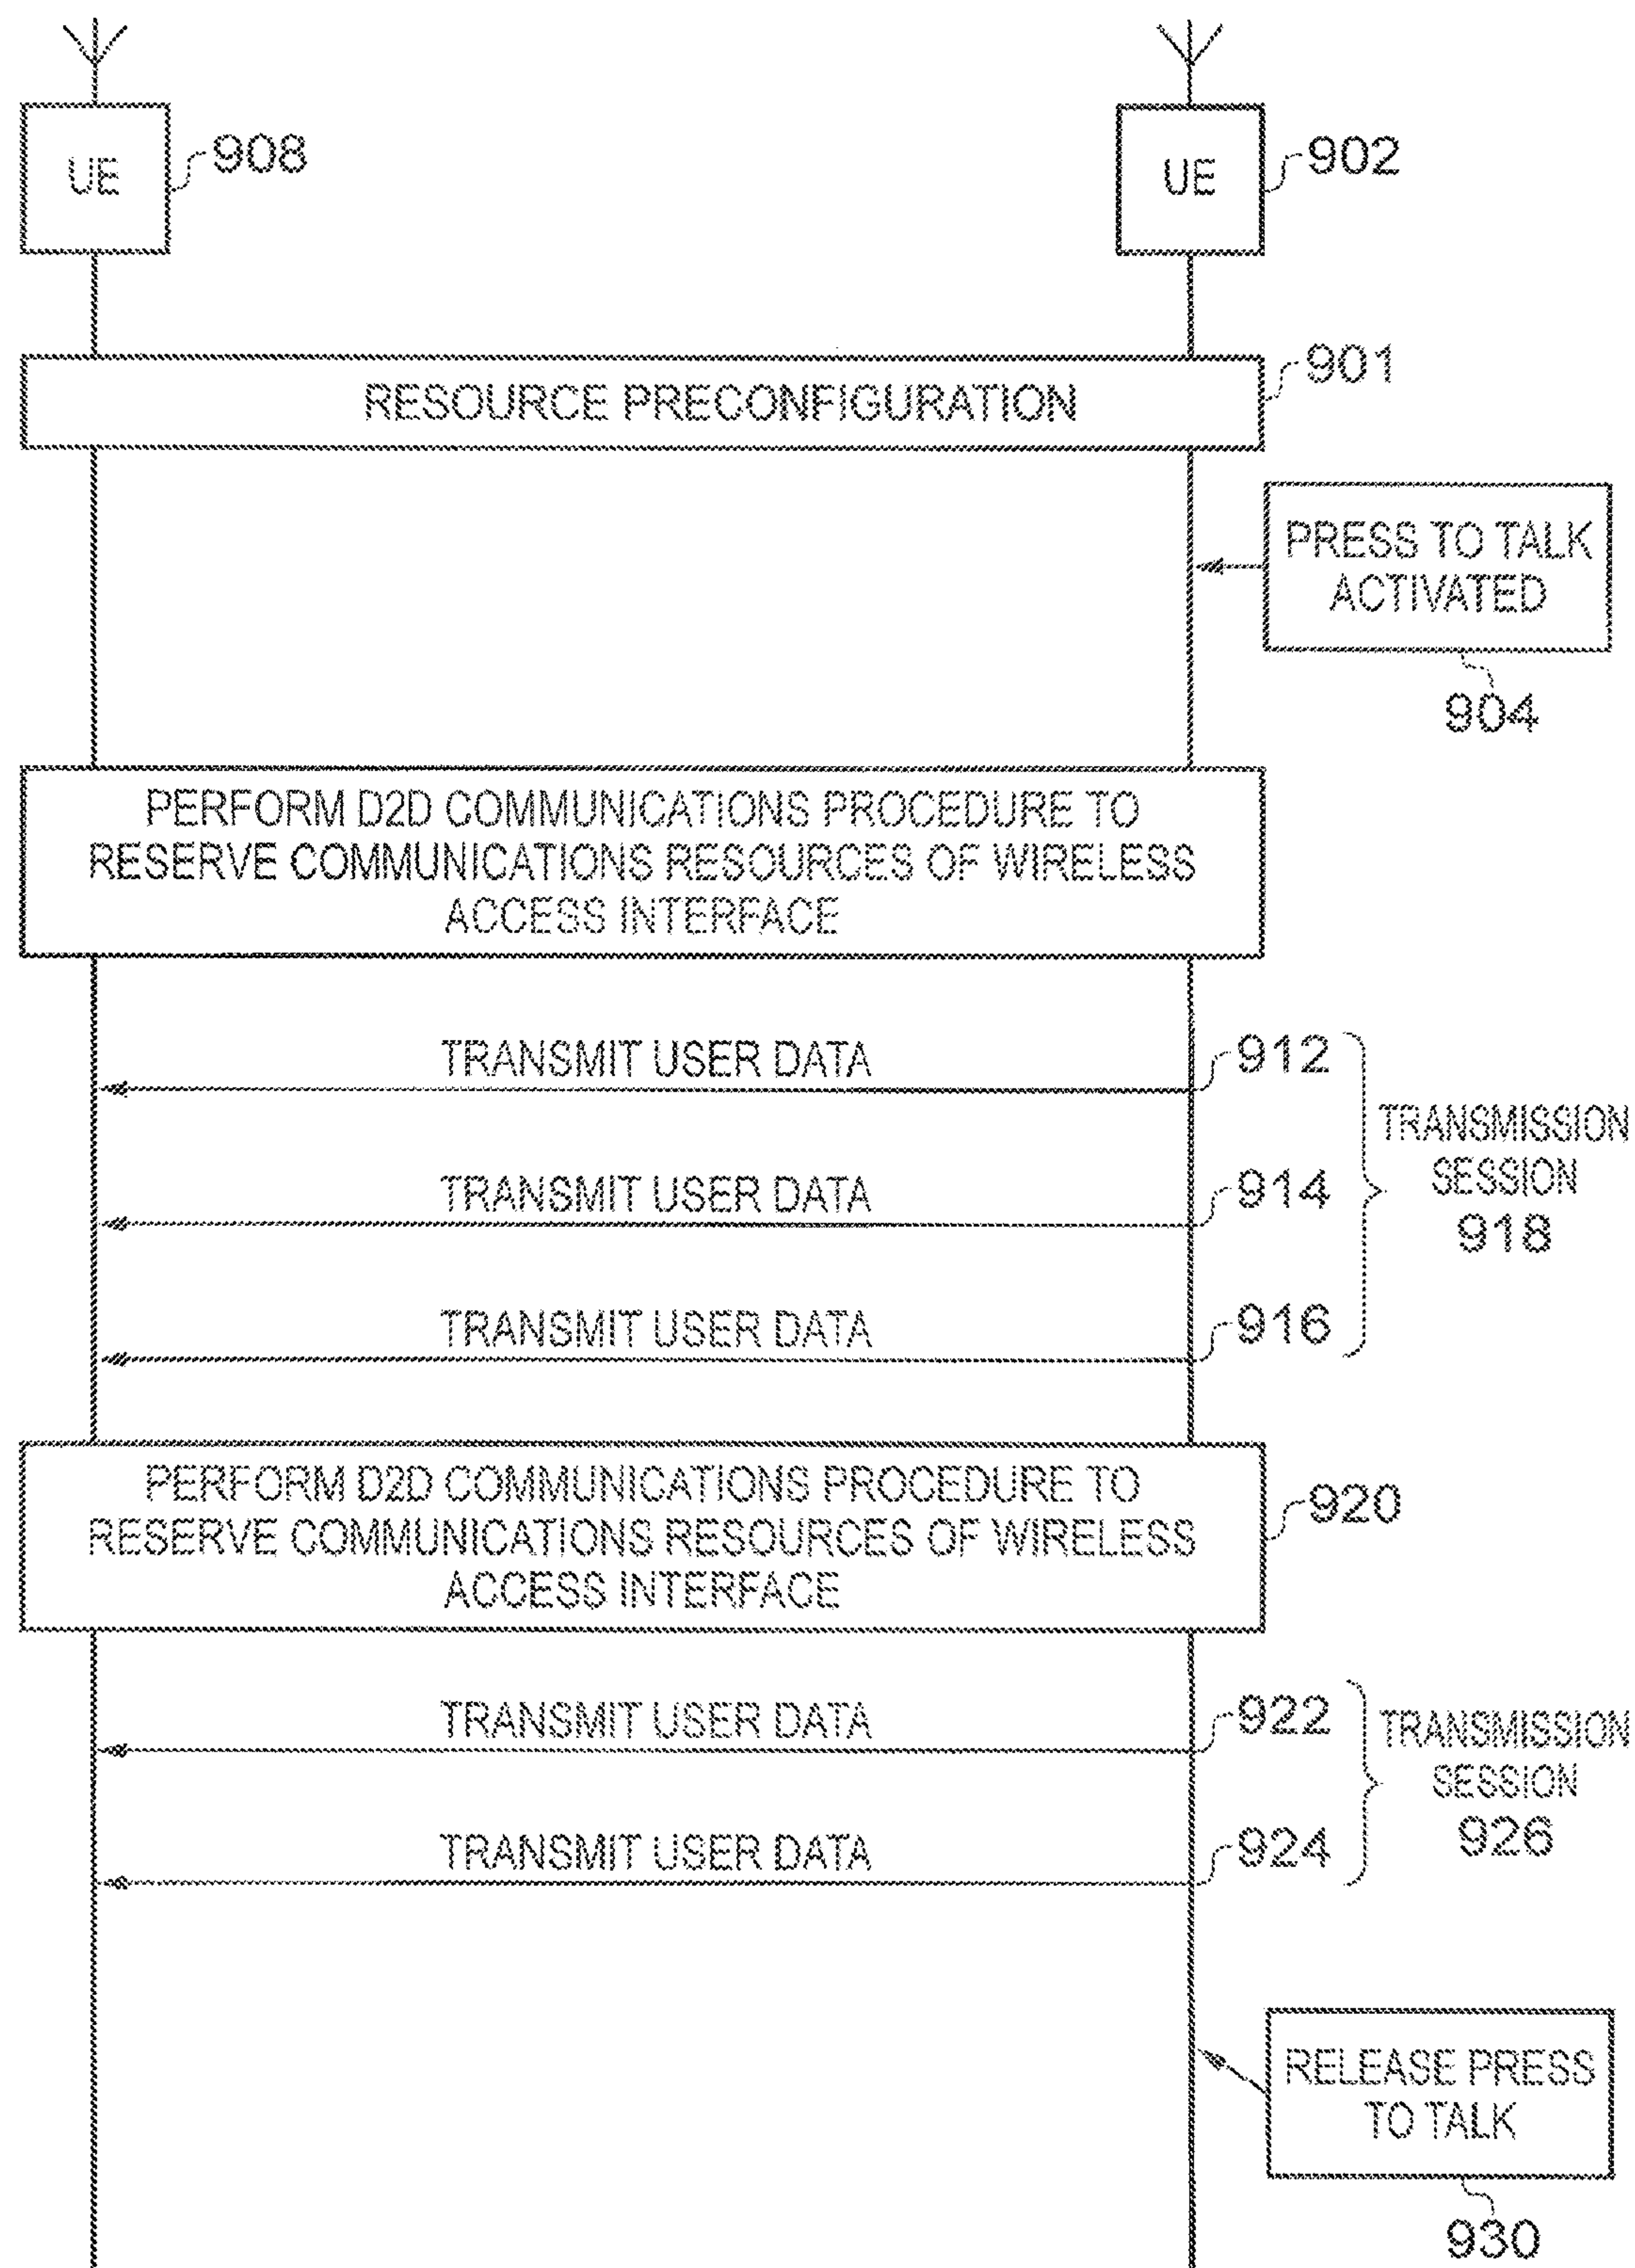 UE
908
UE
902
RESOURCE PRECONFIGURATION
901
PRESS TO TALK
ACTIVATED
904
PERFORM D2D COMMUNICATIONS PROCEDURE TO
RESERVE COMMUNICATIONS RESOURCES OF WIRELESS
ACCESS INTERFACE
TRANSMIT USER DATA
912
TRANSMIT USER DATA
914
TRANSMIT USER DATA
916
TRANSMISSION
SESSION
918
PERFORM D2D COMMUNICATIONS PROCEDURE TO
RESERVE COMMUNICATIONS RESOURCES OF WIRELESS
ACCESS INTERFACE
920
TRANSMIT USER DATA
922
TRANSMIT USER DATA
924
TRANSMISSION
SESSION
926
RELEASE PRESS
TO TALK
930